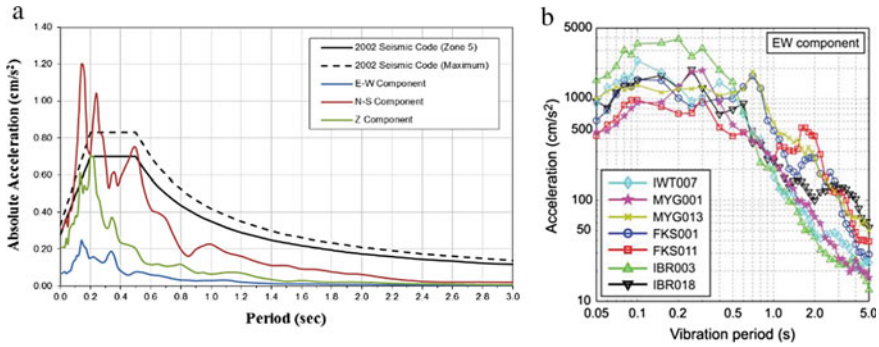 a
Absolute Acceleration (cm/s²)
1.40
1.20
1.00
0.80
0.60
0.40
0.20
0.00
2002 Seismic Code (Zone 5)
2002 Seismic Code (Maximum)
E-W Component
N-S Component
Z Component
0.0 0.2 0.4 0.6 0.8 1.0 1.2 1.4 1.6 1.8 2.0 2.2 2.4 2.6 2.8 3.0
Period (sec)
b
Acceleration (cm/s²)
5000
1000
500
100
50
10
EW component
IWT007
MYG001
MYG013
FKS001
FKS011
IBR003
IBR018
0.05 0.1 0.2 0.5 1.0 2.0 5.0
Vibration period (s)